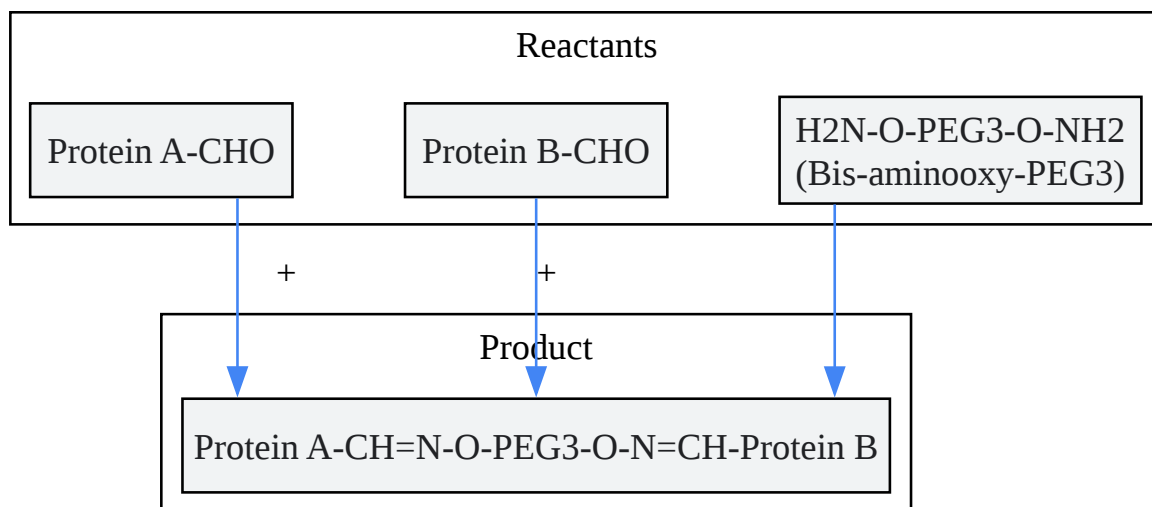 Reactants
Protein A-CHO
Protein B-CHO
H2N-O-PEG3-O-NH2
(Bis-aminooxy-PEG3)
+
+
Product
Protein A-CH=N-O-PEG3-O-N=CH-Protein B